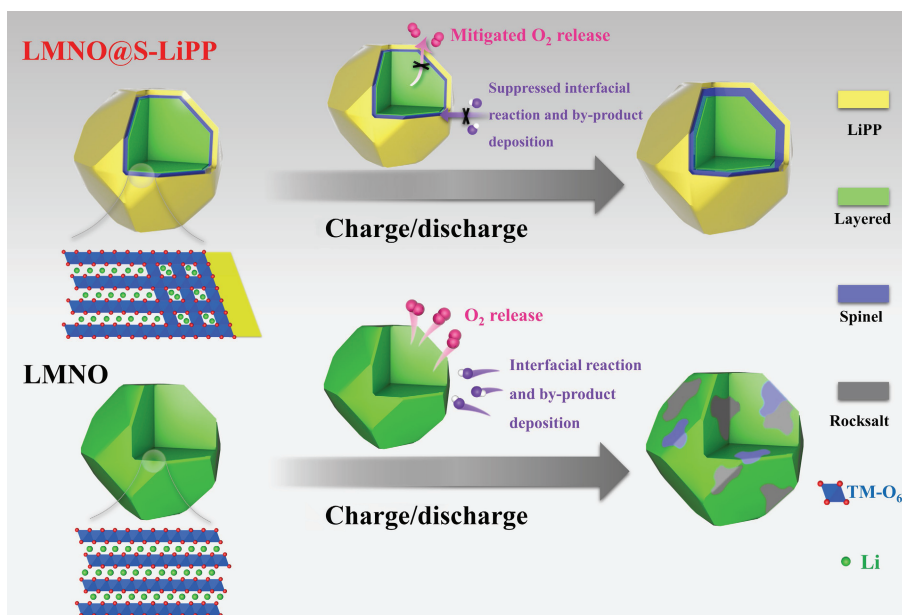 LMNO@S-LiPP
Mitigated O₂ release
Suppressed interfacial
reaction and by-product
deposition
Charge/discharge
LMNO
O₂ release
Interfacial reaction
and by-product
deposition
Charge/discharge
LiPP
Layered
Spinel
Rocksalt
TM-O₆
Li